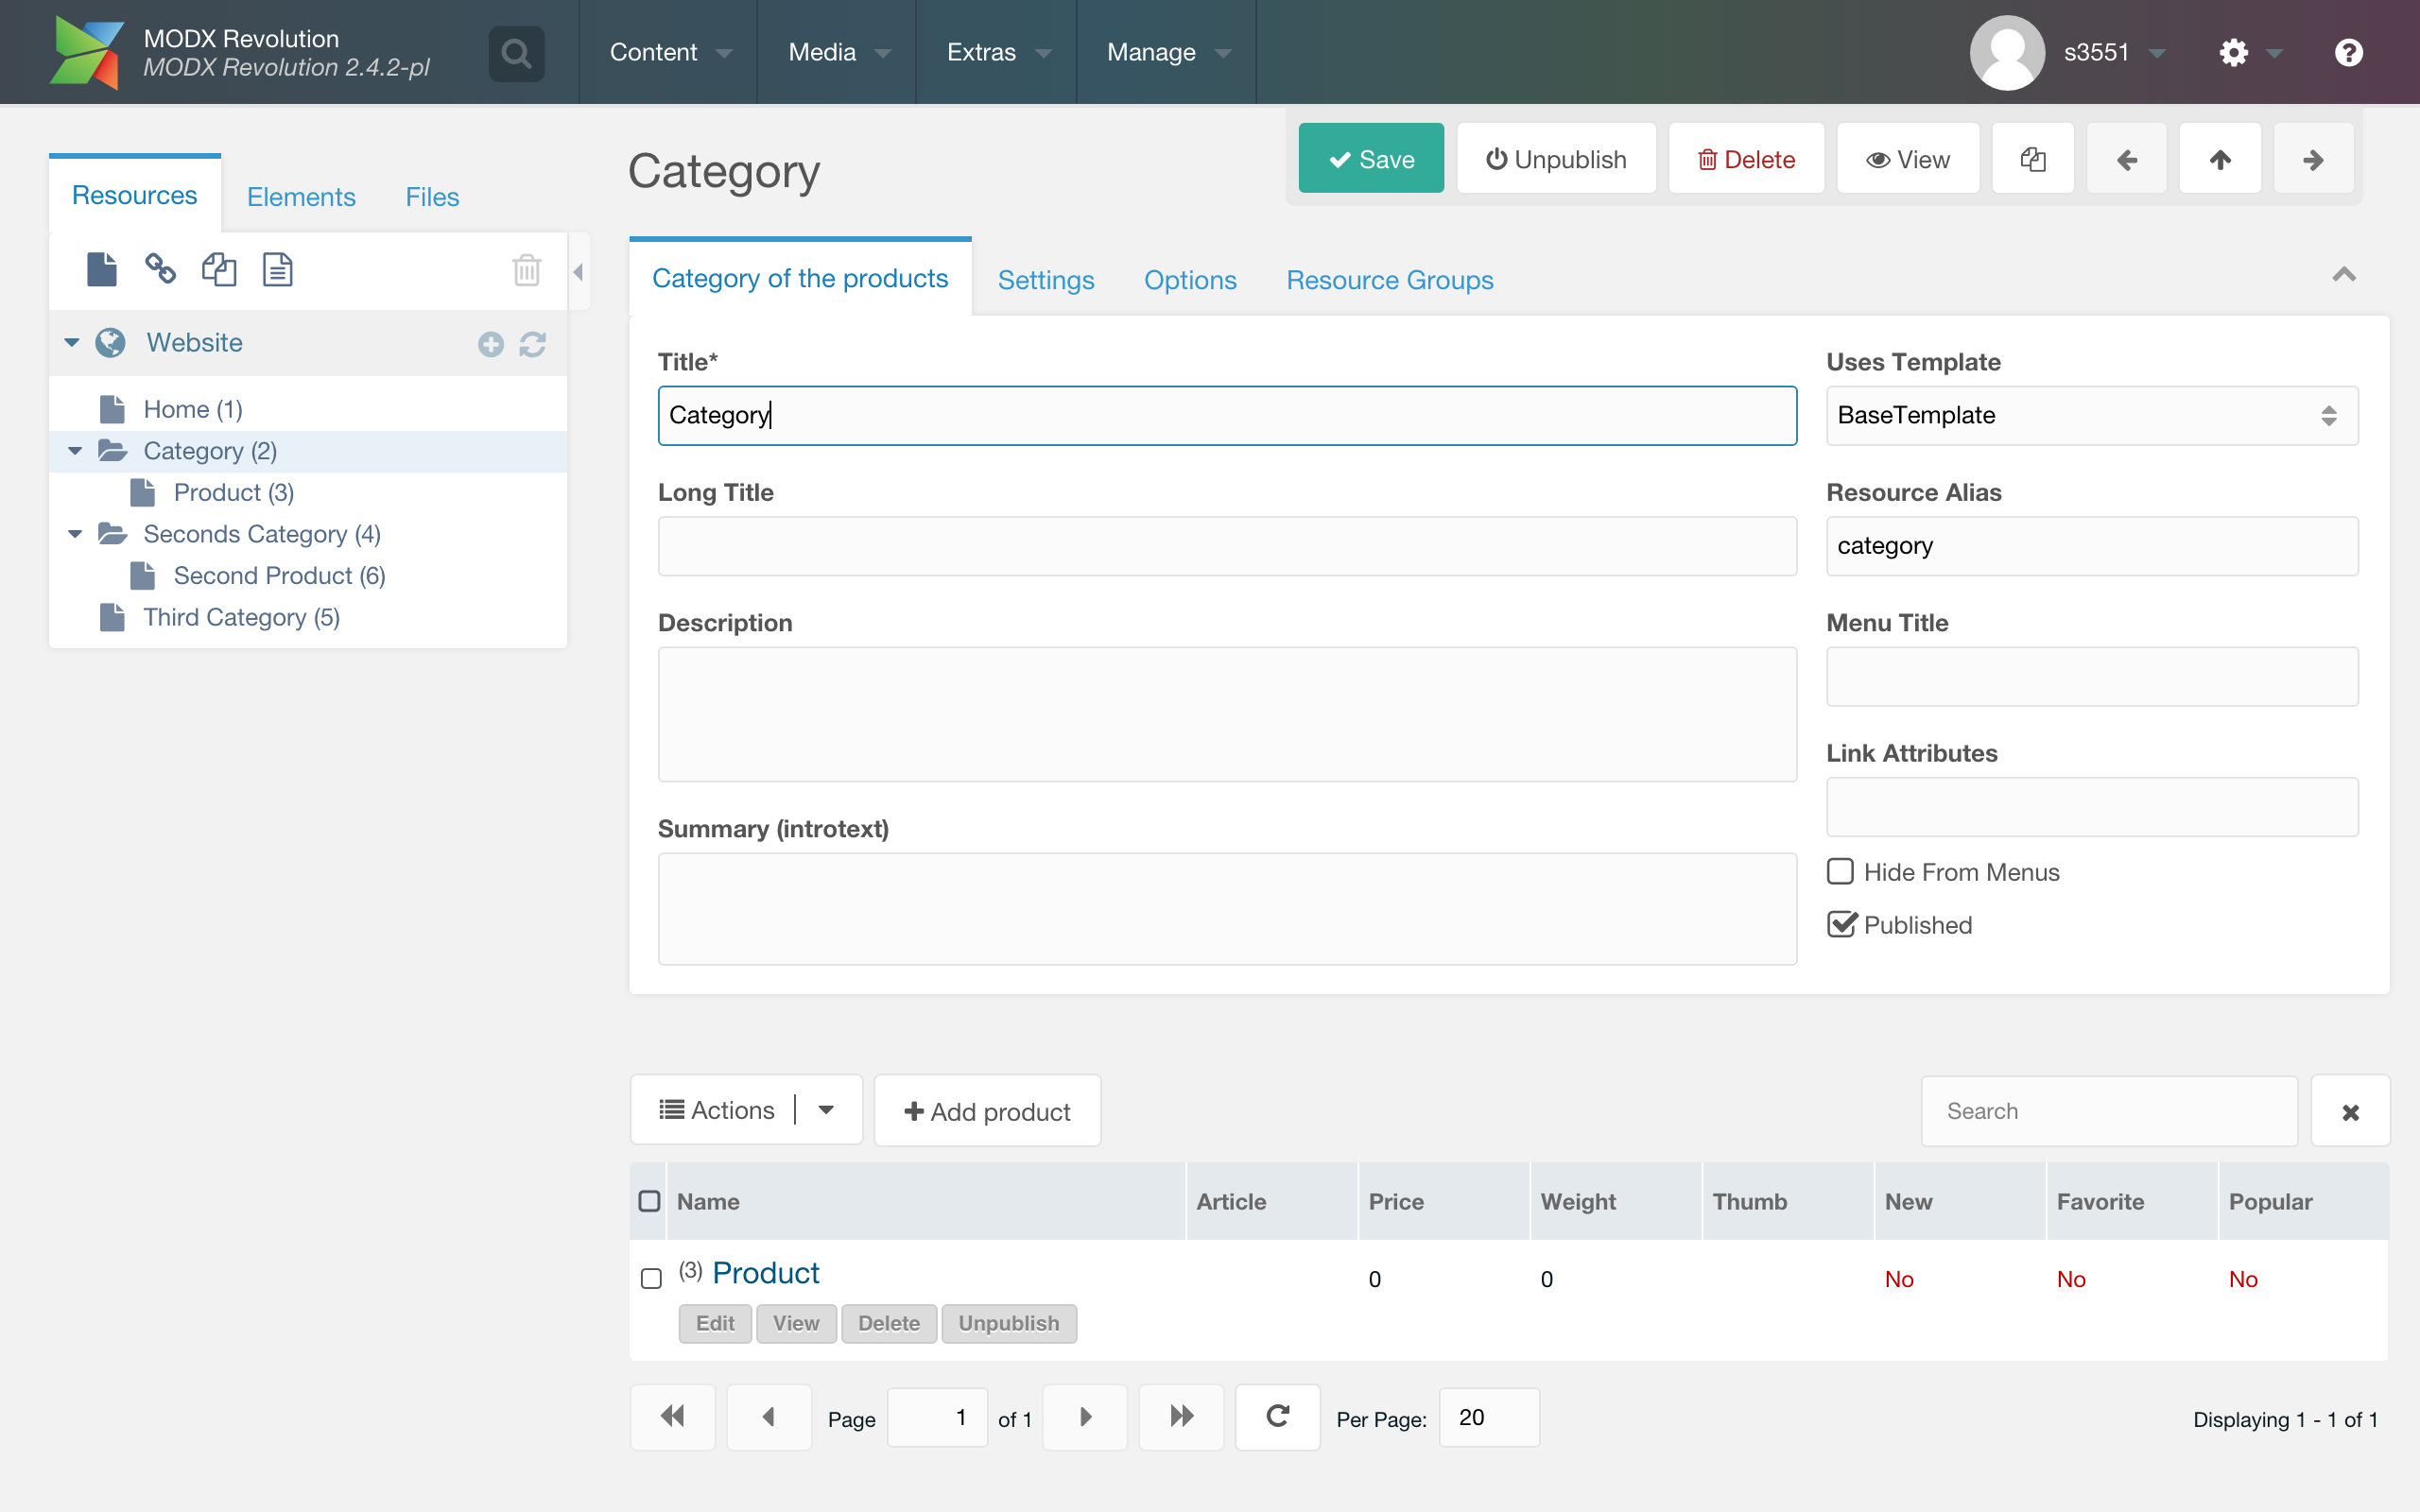 MODX Revolution
MODX Revolution 2.4.2-pl
Content
Media
Extras
Manage
s3551
Resources
Elements
Files
Website
Home (1)
Category (2)
Product (3)
Seconds Category (4)
Second Product (6)
Third Category (5)
Category
Save
Unpublish
Delete
View
Category of the products
Settings
Options
Resource Groups
Title*
Category
Long Title
Description
Summary (introtext)
Uses Template
BaseTemplate
Resource Alias
category
Menu Title
Link Attributes
Hide From Menus
Published
Actions
Add product
Search
Name Article Price Weight Thumb New Favorite Popular
(3) Product 0 0 No No No
Edit View Delete Unpublish
Page 1 of 1 Per Page: 20 Displaying 1 - 1 of 1